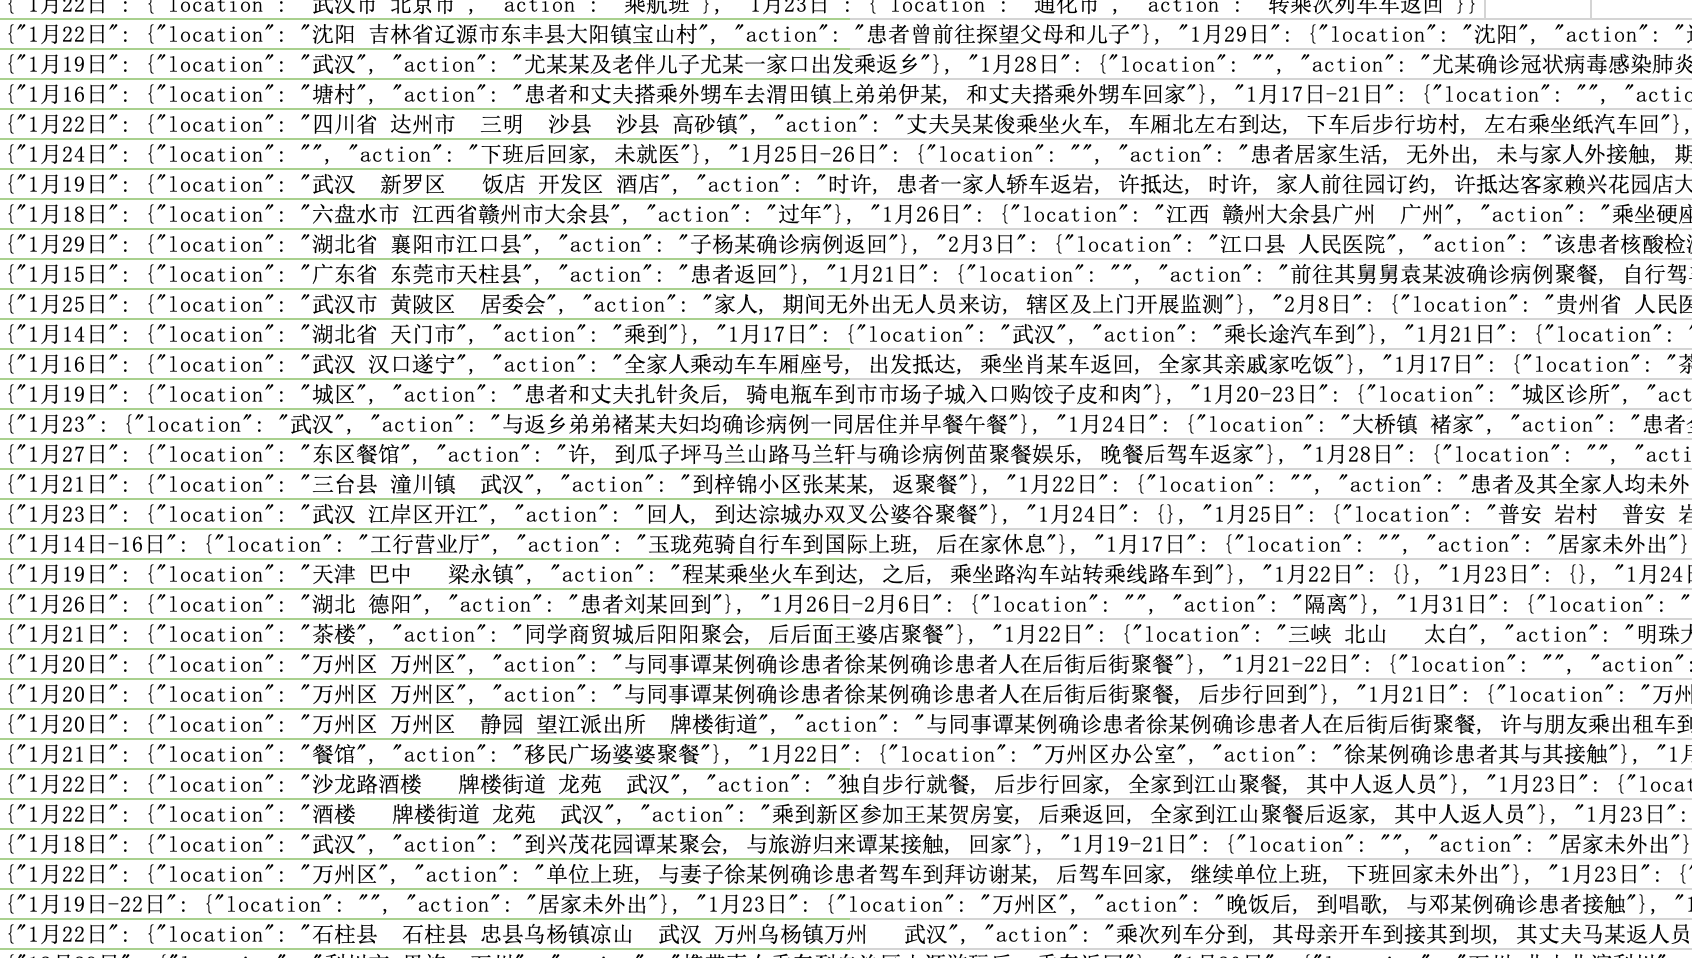 {"1月22日": {"location": "武汉市 北京市", "action": "乘航班"}, "1月23日": {"location": "通化市", "action": "转乘次列车车返回"}}
{"1月22日": {"location": "沈阳 吉林省辽源市东丰县大阳镇宝山村", "action": "患者曾前往探望父母和儿子"}, "1月29日": {"location": "沈阳", "action": "
{"1月19日": {"location": "武汉", "action": "尤某某及老伴儿子尤某一家口出发乘返乡"}, "1月28日": {"location": "", "action": "尤某确诊冠状病毒感染肺炎
{"1月16日": {"location": "塘村", "action": "患者和丈夫搭乘外甥车去渭田镇上弟弟伊某, 和丈夫搭乘外甥车回家"}, "1月17日-21日": {"location": "", "actio
{"1月22日": {"location": "四川省 达州市  三明  沙县  沙县 高砂镇", "action": "丈夫吴某俊乘坐火车, 车厢北左右到达, 下车后步行坊村, 左右乘坐纸汽车回"},
{"1月24日": {"location": "", "action": "下班后回家, 未就医"}, "1月25日-26日": {"location": "", "action": "患者居家生活, 无外出, 未与家人外接触, 期
{"1月19日": {"location": "武汉  新罗区   饭店 开发区 酒店", "action": "时许, 患者一家人轿车返岩, 许抵达, 时许, 家人前往园订约, 许抵达客家赖兴花园店大
{"1月18日": {"location": "六盘水市 江西省赣州市大余县", "action": "过年"}, "1月26日": {"location": "江西 赣州大余县广州  广州", "action": "乘坐硬座
{"1月29日": {"location": "湖北省 襄阳市江口县", "action": "子杨某确诊病例返回"}, "2月3日": {"location": "江口县 人民医院", "action": "该患者核酸检测
{"1月15日": {"location": "广东省 东莞市天柱县", "action": "患者返回"}, "1月21日": {"location": "", "action": "前往其舅舅袁某波确诊病例聚餐, 自行驾车
{"1月25日": {"location": "武汉市 黄陂区  居委会", "action": "家人, 期间无外出无人员来访, 辖区及上门开展监测"}, "2月8日": {"location": "贵州省 人民医
{"1月14日": {"location": "湖北省 天门市", "action": "乘到"}, "1月17日": {"location": "武汉", "action": "乘长途汽车到"}, "1月21日": {"location": "
{"1月16日": {"location": "武汉 汉口遂宁", "action": "全家人乘动车车厢座号, 出发抵达, 乘坐肖某车返回, 全家其亲戚家吃饭"}, "1月17日": {"location": "茶
{"1月19日": {"location": "城区", "action": "患者和丈夫扎针灸后, 骑电瓶车到市市场子城入口购饺子皮和肉"}, "1月20-23日": {"location": "城区诊所", "act
{"1月23": {"location": "武汉", "action": "与返乡弟弟褚某夫妇均确诊病例一同居住并早餐午餐"}, "1月24日": {"location": "大桥镇 褚家", "action": "患者全
{"1月27日": {"location": "东区餐馆", "action": "许, 到瓜子坪马兰山路马兰轩与确诊病例苗聚餐娱乐, 晚餐后驾车返家"}, "1月28日": {"location": "", "acti
{"1月21日": {"location": "三台县 潼川镇  武汉", "action": "到梓锦小区张某某, 返聚餐"}, "1月22日": {"location": "", "action": "患者及其全家人均未外
{"1月23日": {"location": "武汉 江岸区开江", "action": "回人, 到达淙城办双叉公婆谷聚餐"}, "1月24日": {}, "1月25日": {"location": "普安 岩村  普安 岩
{"1月14日-16日": {"location": "工行营业厅", "action": "玉珑苑骑自行车到国际上班, 后在家休息"}, "1月17日": {"location": "", "action": "居家未外出"}
{"1月19日": {"location": "天津 巴中   梁永镇", "action": "程某乘坐火车到达, 之后, 乘坐路沟车站转乘线路车到"}, "1月22日": {}, "1月23日": {}, "1月24日
{"1月26日": {"location": "湖北 德阳", "action": "患者刘某回到"}, "1月26日-2月6日": {"location": "", "action": "隔离"}, "1月31日": {"location": "
{"1月21日": {"location": "茶楼", "action": "同学商贸城后阳阳聚会, 后后面王婆店聚餐"}, "1月22日": {"location": "三峡 北山   太白", "action": "明珠大
{"1月20日": {"location": "万州区 万州区", "action": "与同事谭某例确诊患者徐某例确诊患者人在后街后街聚餐"}, "1月21-22日": {"location": "", "action":
{"1月20日": {"location": "万州区 万州区", "action": "与同事谭某例确诊患者徐某例确诊患者人在后街后街聚餐, 后步行回到"}, "1月21日": {"location": "万州
{"1月20日": {"location": "万州区 万州区  静园 望江派出所  牌楼街道", "action": "与同事谭某例确诊患者徐某例确诊患者人在后街后街聚餐, 许与朋友乘出租车到
{"1月21日": {"location": "餐馆", "action": "移民广场婆婆聚餐"}, "1月22日": {"location": "万州区办公室", "action": "徐某例确诊患者其与其接触"}, "1月
{"1月22日": {"location": "沙龙路酒楼   牌楼街道 龙苑  武汉", "action": "独自步行就餐, 后步行回家, 全家到江山聚餐, 其中人返人员"}, "1月23日": {"locat
{"1月22日": {"location": "酒楼   牌楼街道 龙苑  武汉", "action": "乘到新区参加王某贺房宴, 后乘返回, 全家到江山聚餐后返家, 其中人返人员"}, "1月23日":
{"1月18日": {"location": "武汉", "action": "到兴茂花园谭某聚会, 与旅游归来谭某接触, 回家"}, "1月19-21日": {"location": "", "action": "居家未外出"}
{"1月22日": {"location": "万州区", "action": "单位上班, 与妻子徐某例确诊患者驾车到拜访谢某, 后驾车回家, 继续单位上班, 下班回家未外出"}, "1月23日": {"
{"1月19日-22日": {"location": "", "action": "居家未外出"}, "1月23日": {"location": "万州区", "action": "晚饭后, 到唱歌, 与邓某例确诊患者接触"}, "1
{"1月22日": {"location": "石柱县  石柱县 忠县乌杨镇凉山  武汉 万州乌杨镇万州   武汉", "action": "乘次列车分到, 其母亲开车到接其到坝, 其丈夫马某返人员